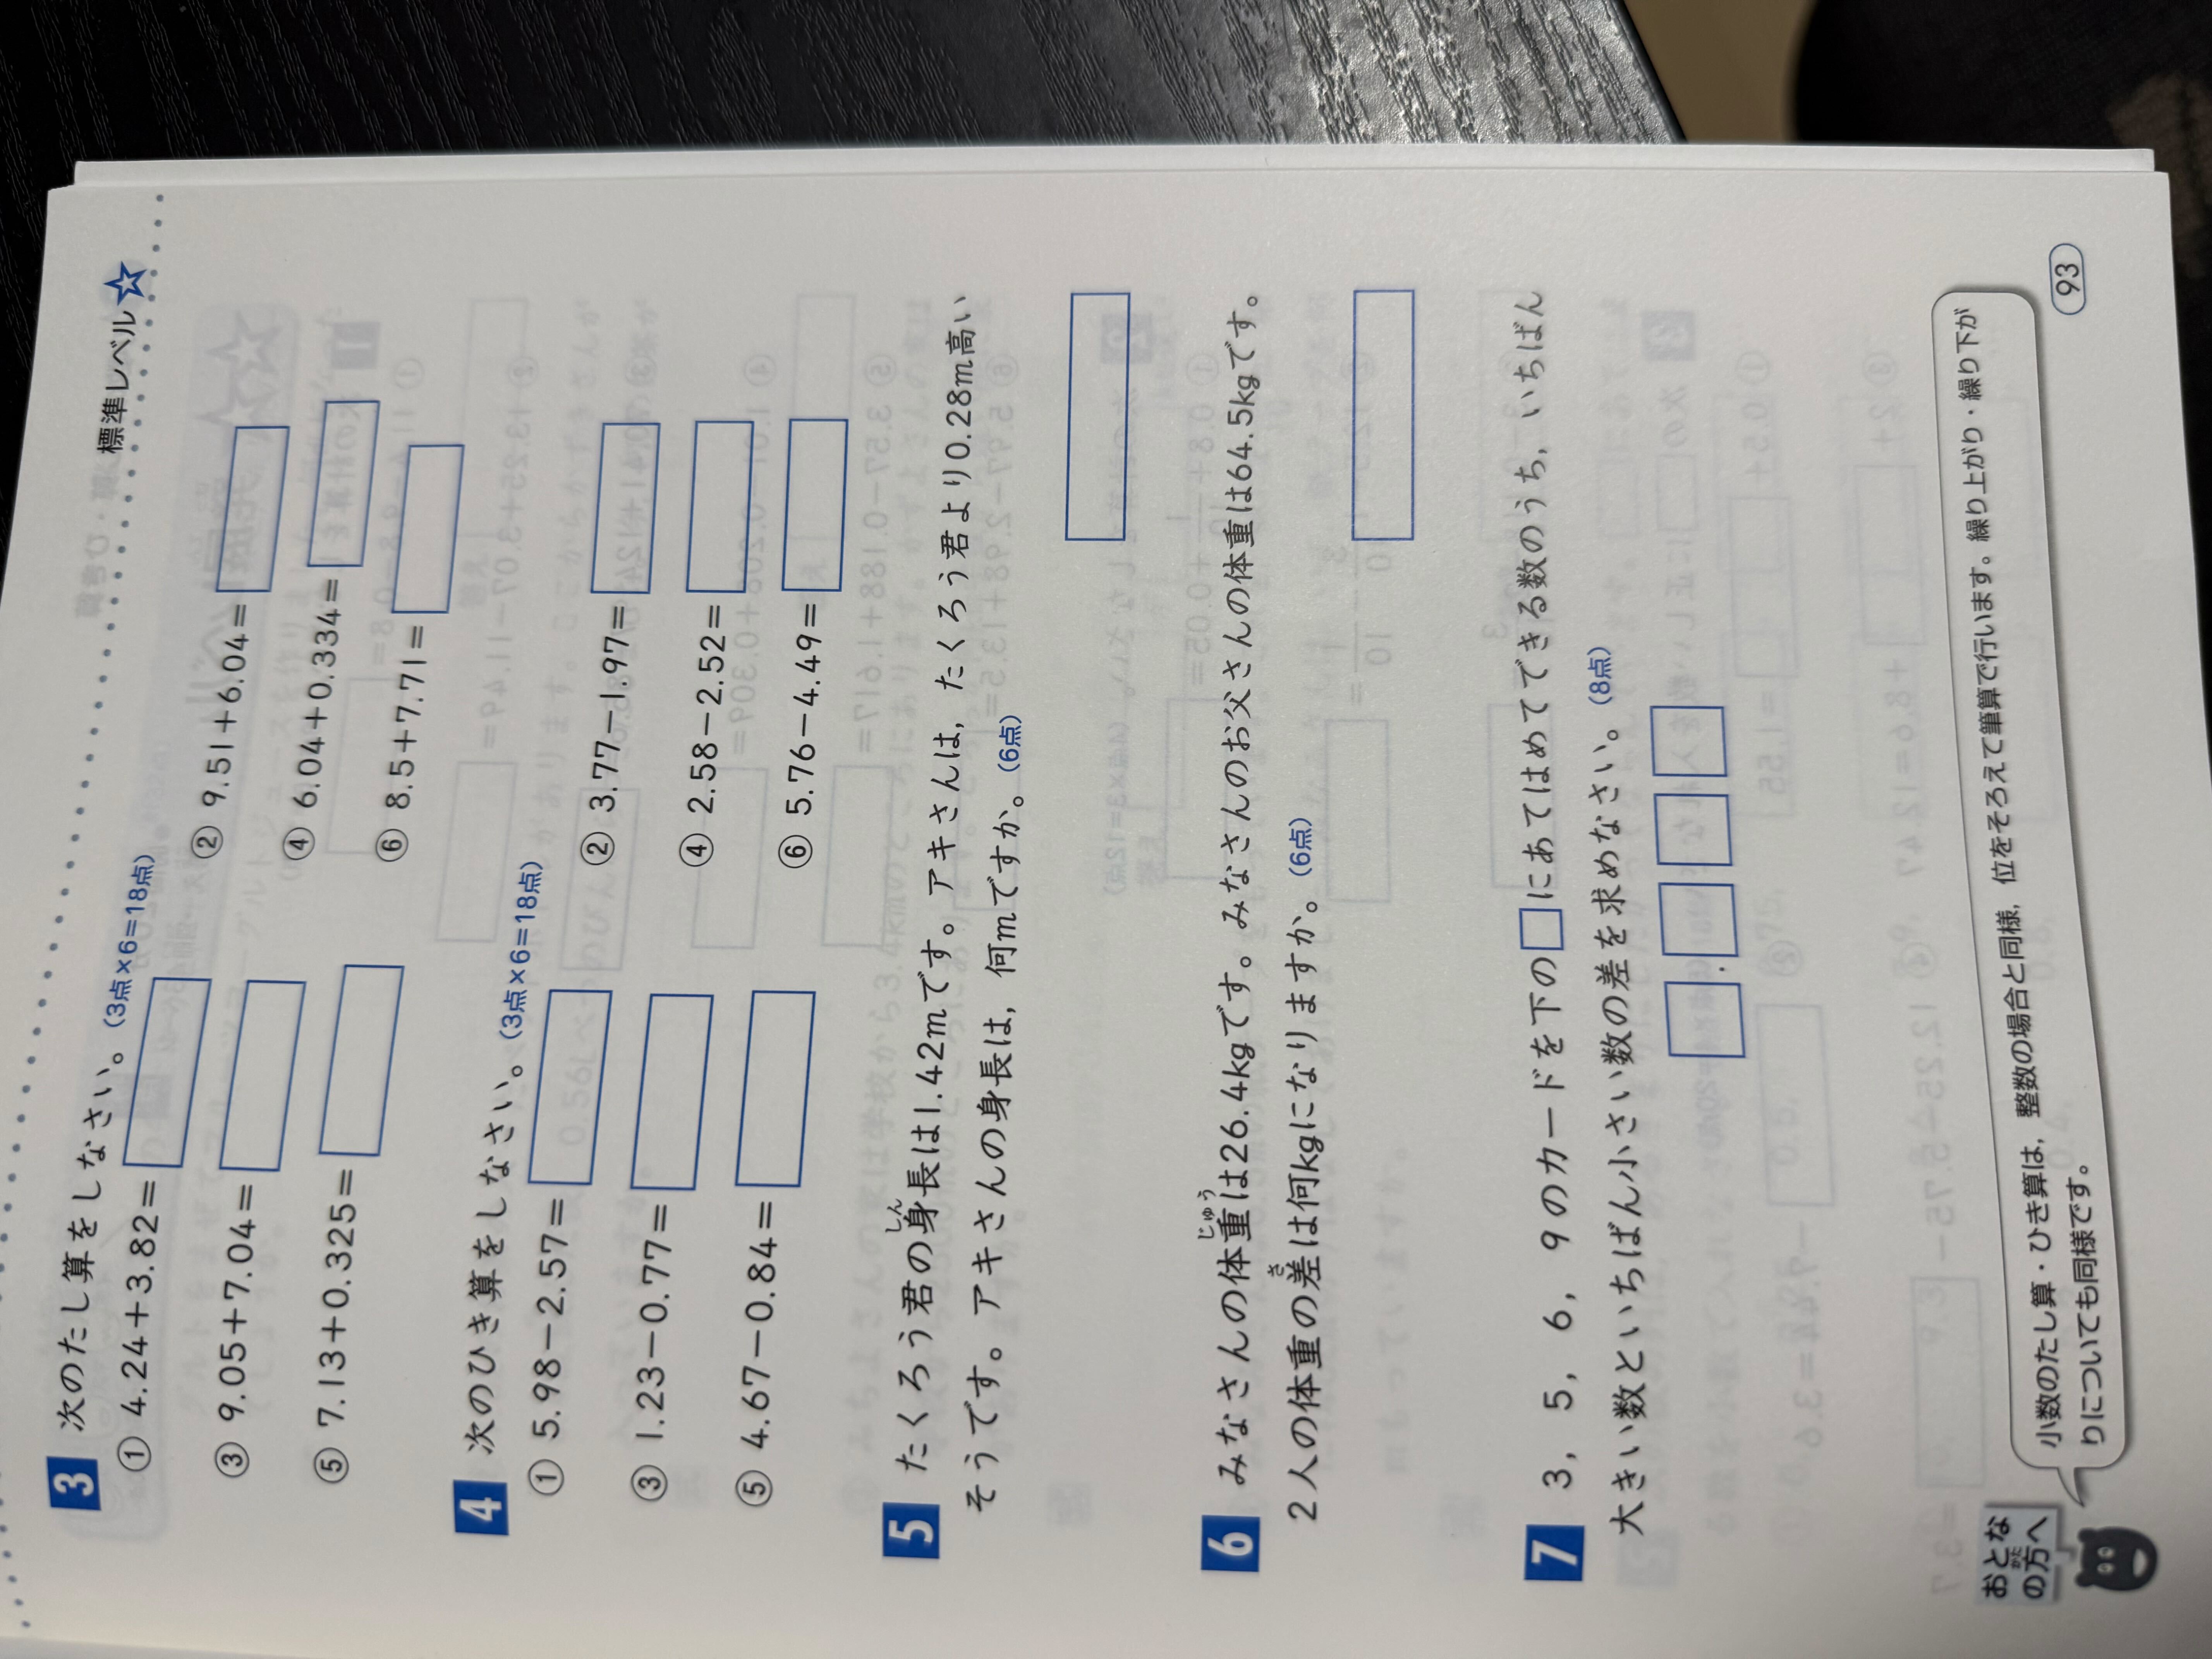 標準レベル
3 次のたし算をしなさい。(3点×6=18点)
① 4.24+3.82=
② 9.51+6.04=
③ 9.05+7.04=
④ 6.04+0.334=
⑤ 7.13+0.325=
⑥ 8.5+7.71=
4 次のひき算をしなさい。(3点×6=18点)
① 5.98-2.57=
② 3.77-1.97=
③ 1.23-0.77=
④ 2.58-2.52=
⑤ 4.67-0.84=
⑥ 5.76-4.49=
しん
5 たくろう君の身長は1.42mです。アキさんは, たくろう君より0.28m高い
そうです。アキさんの身長は, 何mですか。(6点)
じゅう
6 みなさんの体重は26.4kgです。みなさんのお父さんの体重は64.5kgです。
さ
2人の体重の差は何kgになりますか。(6点)
7 3, 5, 6, 9のカードを下の□にあてはめてできる数のうち, いちばん
大きい数といちばん小さい数の差を求めなさい。(8点)
□.□□□
おとな
かた
の方へ
小数のたし算・ひき算は, 整数の場合と同様, 位をそろえて筆算で行います。繰り上がり・繰り下が
りについても同様です。
93